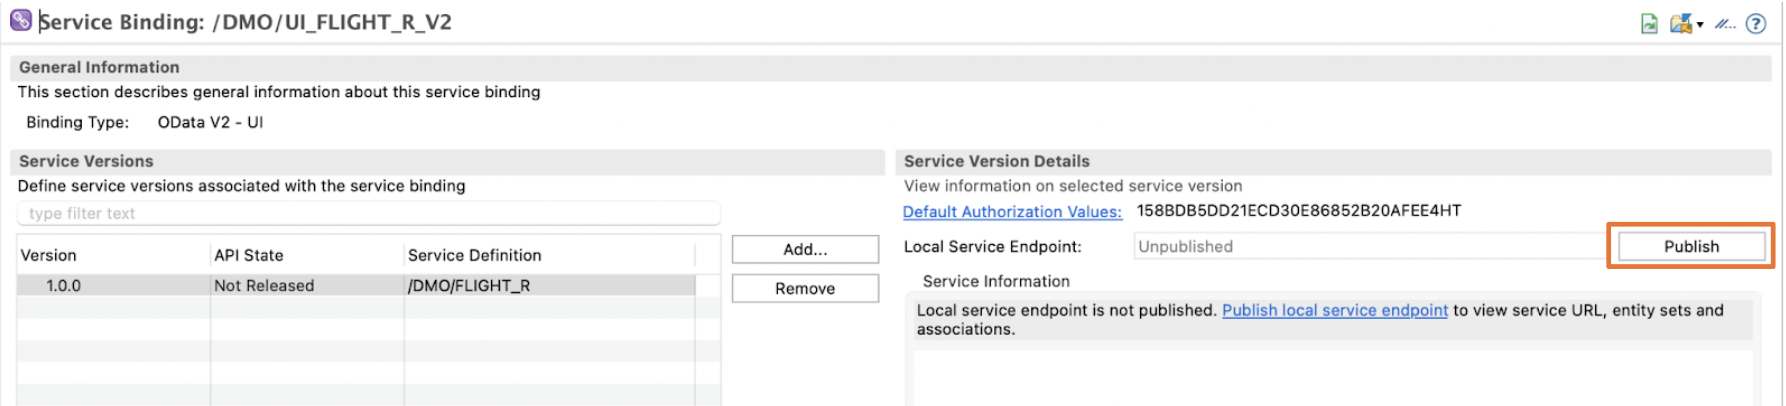 Service Binding: /DMO/UI_FLIGHT_R_V2
General Information
This section describes general information about this service binding
Binding Type: OData V2 - UI
Service Versions
Define service versions associated with the service binding
type filter text
Version API State Service Definition
1.0.0 Not Released /DMO/FLIGHT_R
Add...
Remove
Service Version Details
View information on selected service version
Default Authorization Values: 158BDB5DD21ECD30E86852B20AFEE4HT
Local Service Endpoint: Unpublished Publish
Service Information
Local service endpoint is not published. Publish local service endpoint to view service URL, entity sets and
associations.